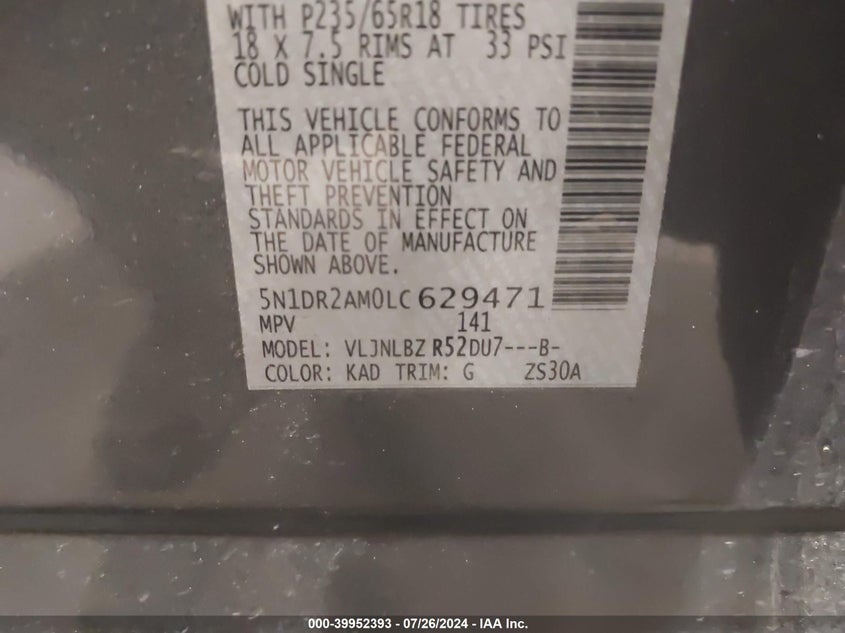 WITH P235/65R18 TIRES
18 X 7.5 RIMS AT 33 PSI
COLD SINGLE
THIS VEHICLE CONFORMS TO
ALL APPLICABLE FEDERAL
MOTOR VEHICLE SAFETY AND
THEFT PREVENTION
STANDARDS IN EFFECT ON
THE DATE OF MANUFACTURE
SHOWN ABOVE.
5N1DR2AM0LC629471
MPV 141
MODEL: VLJNLBZ R52DU7---B-
COLOR: KAD TRIM: G ZS30A
000-39952393 - 07/26/2024 - IAA Inc.